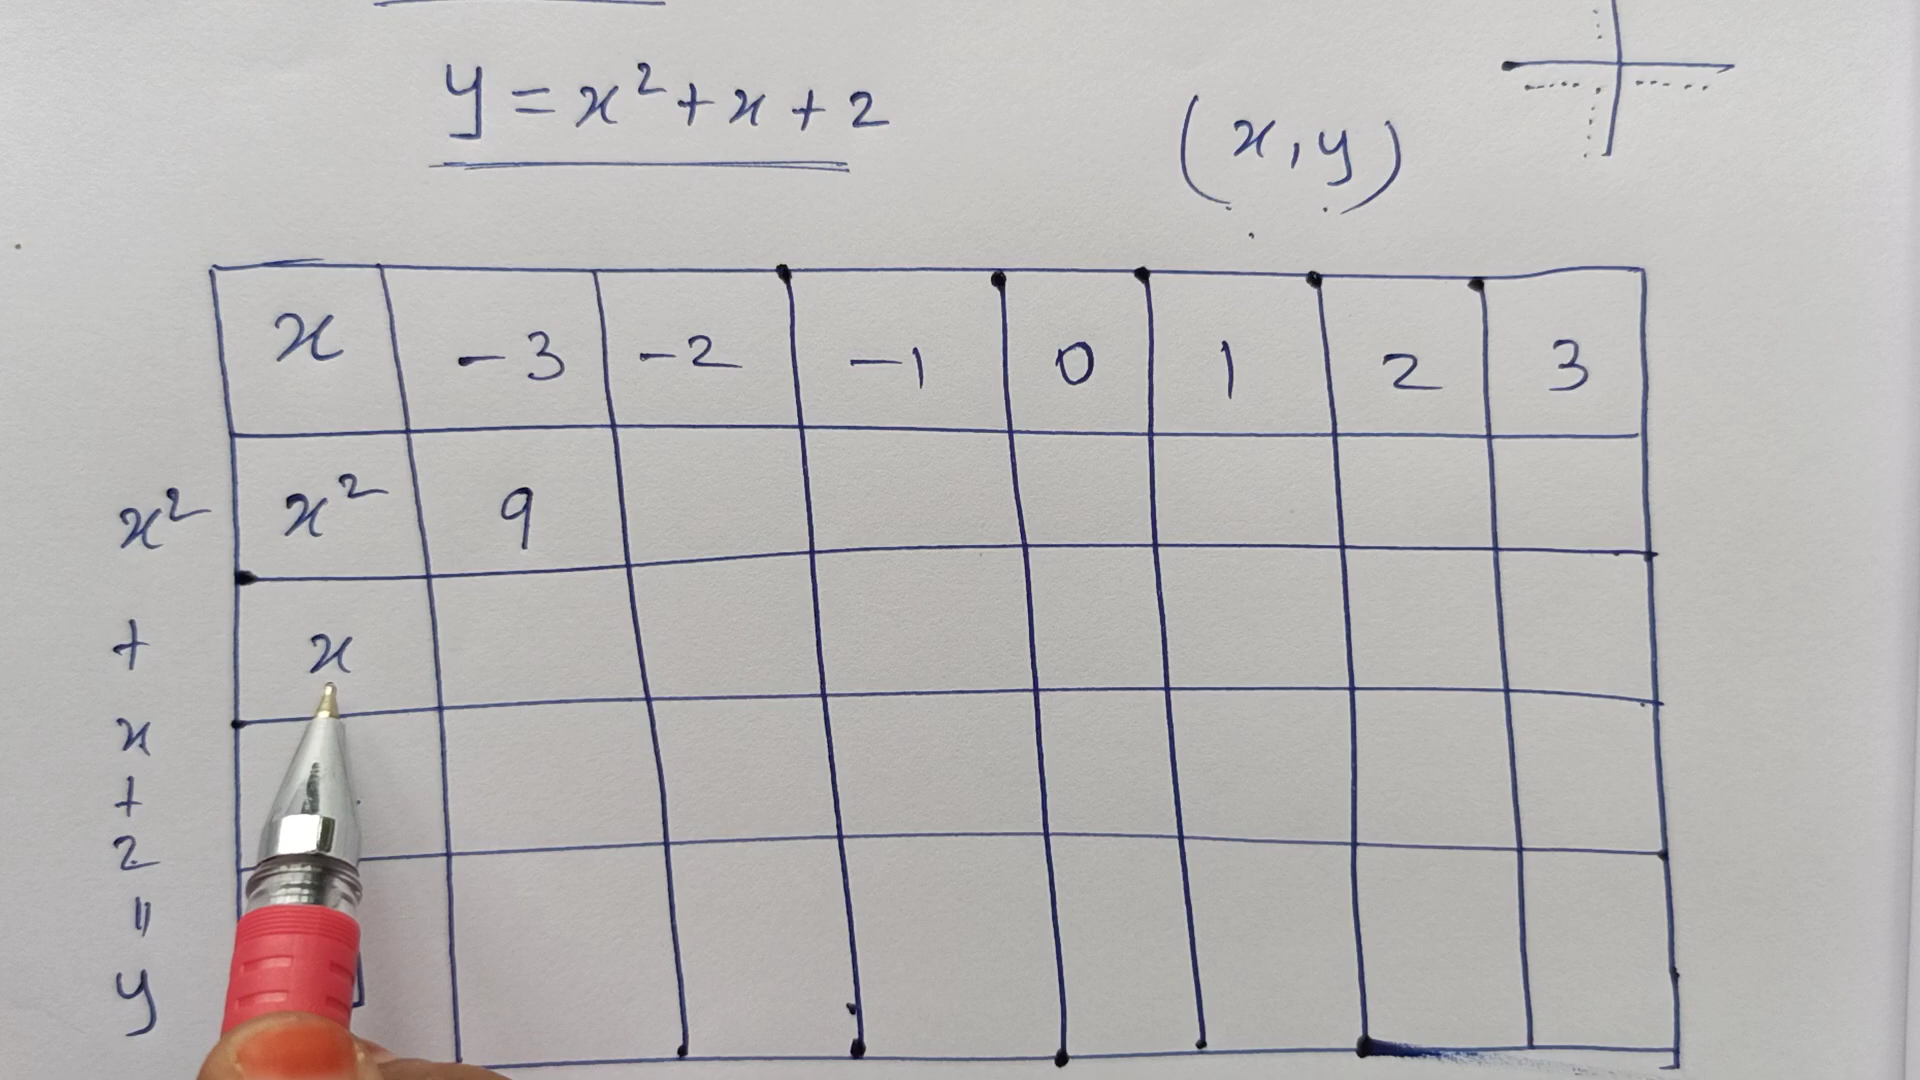 y = x² + x + 2
(x, y)
x -3 -2 -1 0 1 2 3
x² x² 9
+ x
x
+
2
=
y